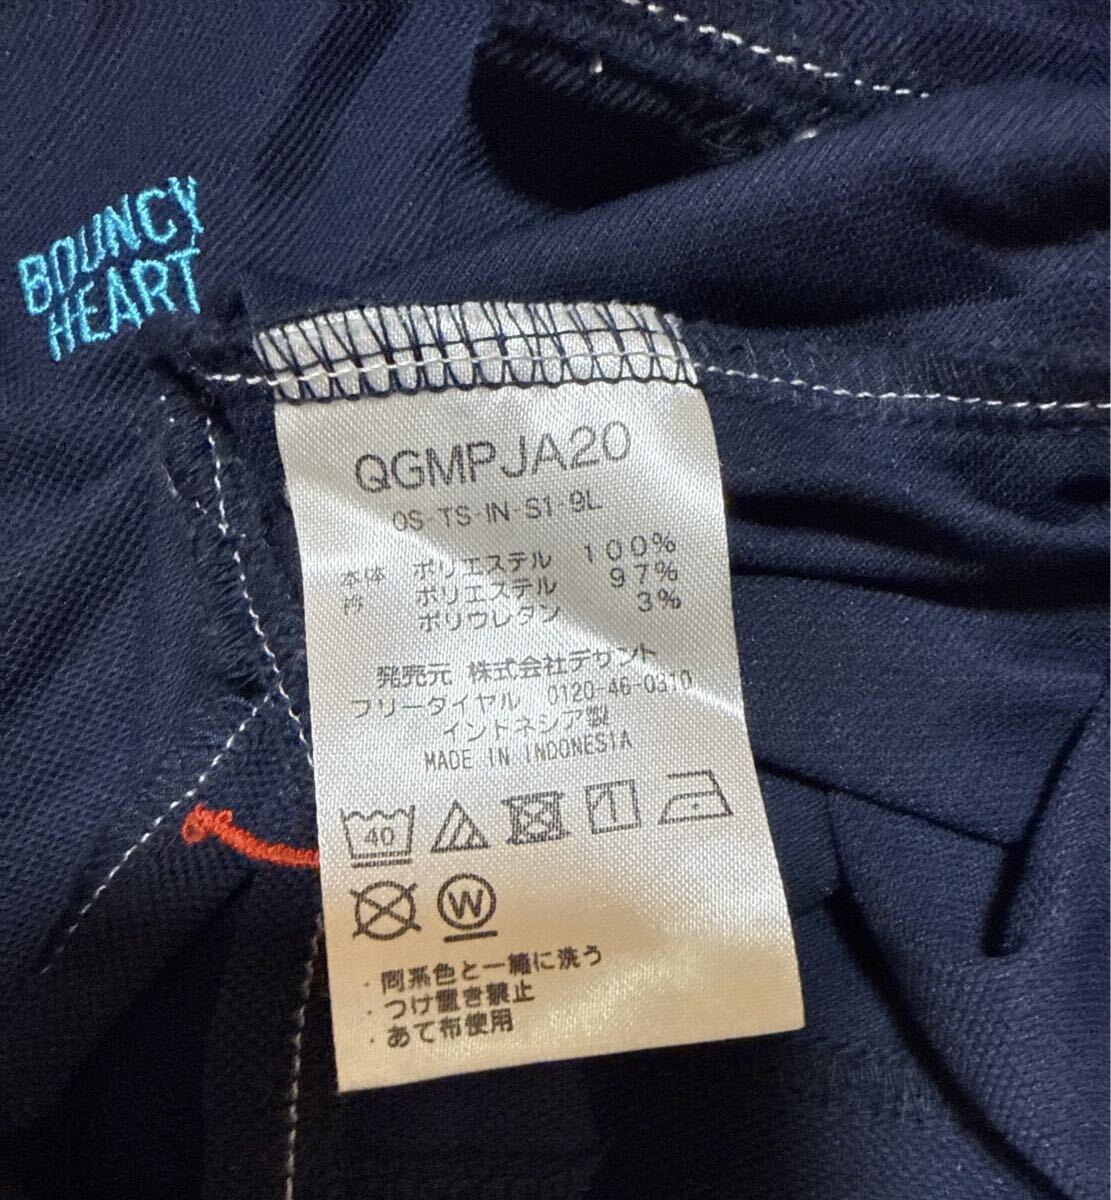 BOUNCY
HEART
QGMPJA20
OS-TS-IN-S1-9L
本体 ポリエステル 100%
衿 ポリエステル 97%
ポリウレタン 3%
発売元 株式会社デサント
フリーダイヤル 0120-46-0310
インドネシア製
MADE IN INDONESIA
40
W
・同系色と一緒に洗う
・つけ置き禁止
・あて布使用